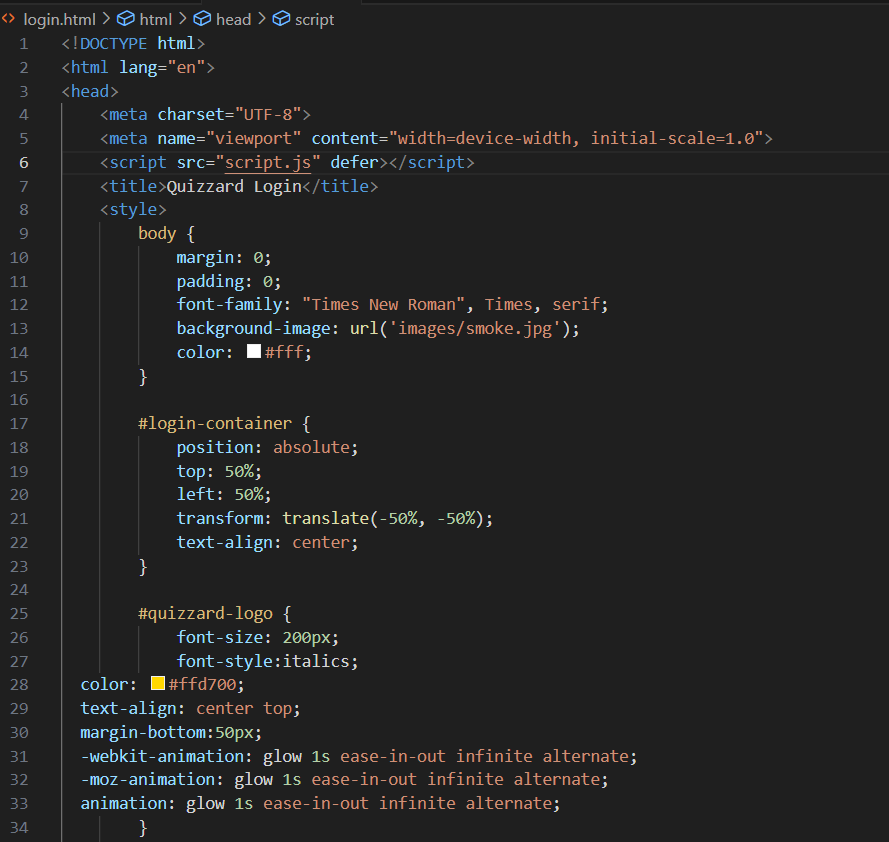 login.html > html > head > script
1 <!DOCTYPE html>
2 <html lang="en">
3 <head>
4 <meta charset="UTF-8">
5 <meta name="viewport" content="width=device-width, initial-scale=1.0">
6 <script src="script.js" defer></script>
7 <title>Quizzard Login</title>
8 <style>
9 body {
10 margin: 0;
11 padding: 0;
12 font-family: "Times New Roman", Times, serif;
13 background-image: url('images/smoke.jpg');
14 color: #fff;
15 }
16
17 #login-container {
18 position: absolute;
19 top: 50%;
20 left: 50%;
21 transform: translate(-50%, -50%);
22 text-align: center;
23 }
24
25 #quizzard-logo {
26 font-size: 200px;
27 font-style:italics;
28 color: #ffd700;
29 text-align: center top;
30 margin-bottom:50px;
31 -webkit-animation: glow 1s ease-in-out infinite alternate;
32 -moz-animation: glow 1s ease-in-out infinite alternate;
33 animation: glow 1s ease-in-out infinite alternate;
34 }